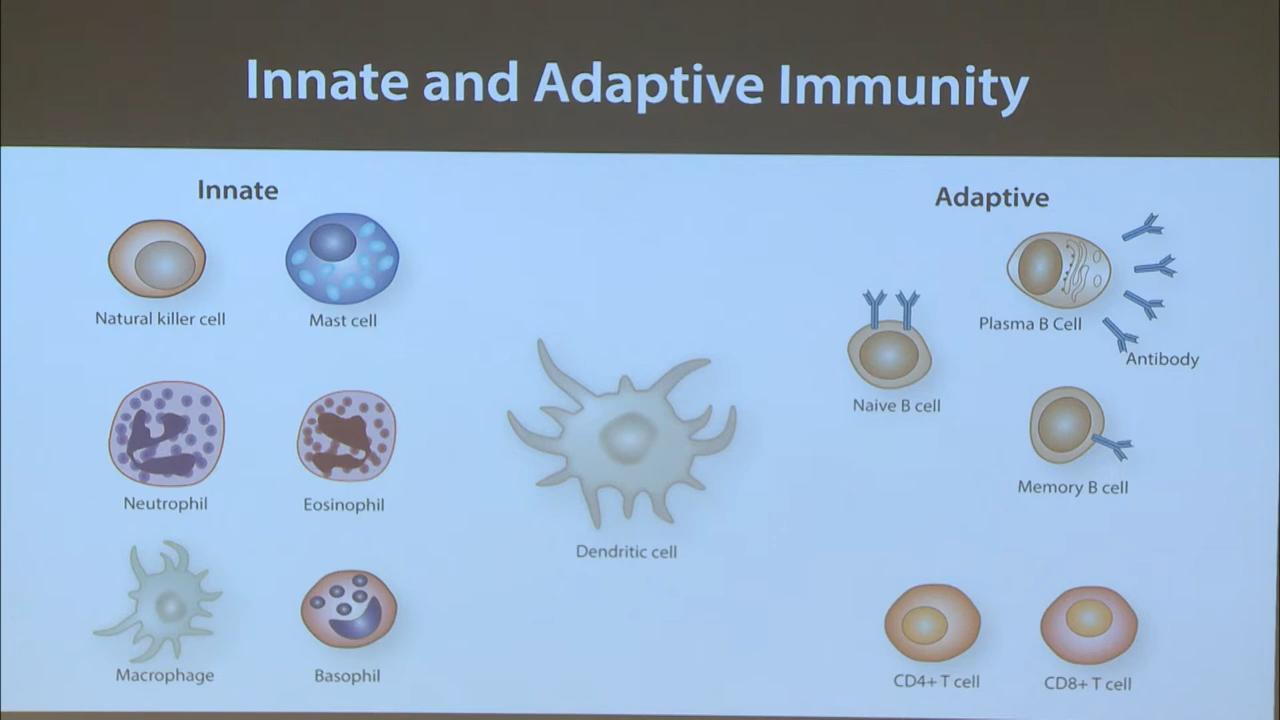 Innate and Adaptive Immunity
Innate
Natural killer cell
Mast cell
Neutrophil
Eosinophil
Macrophage
Basophil
Dendritic cell
Adaptive
Plasma B Cell
Antibody
Naive B cell
Memory B cell
CD4+ T cell
CD8+ T cell